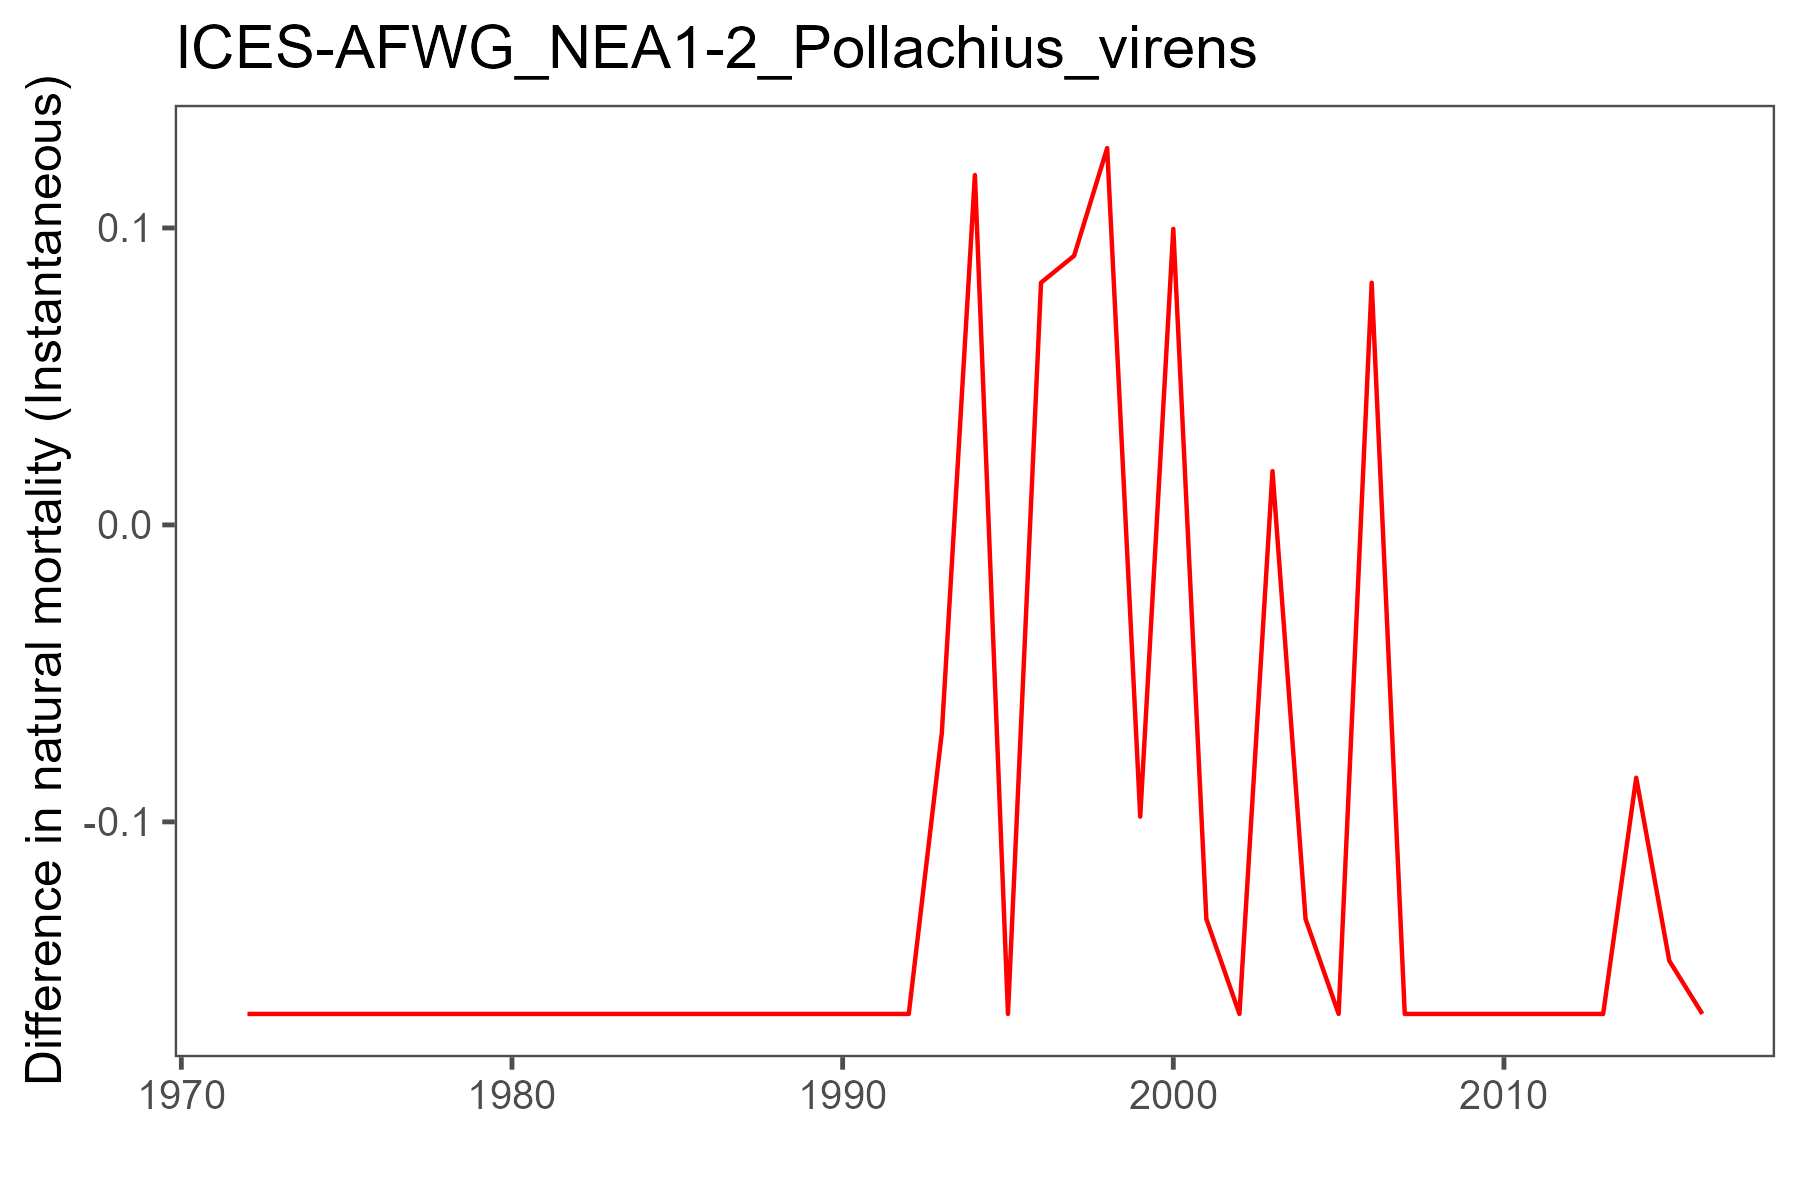 ICES-AFWG_NEA1-2_Pollachius_virens
Difference in natural mortality (Instantaneous)
0.1
0.0
-0.1
1970 1980 1990 2000 2010